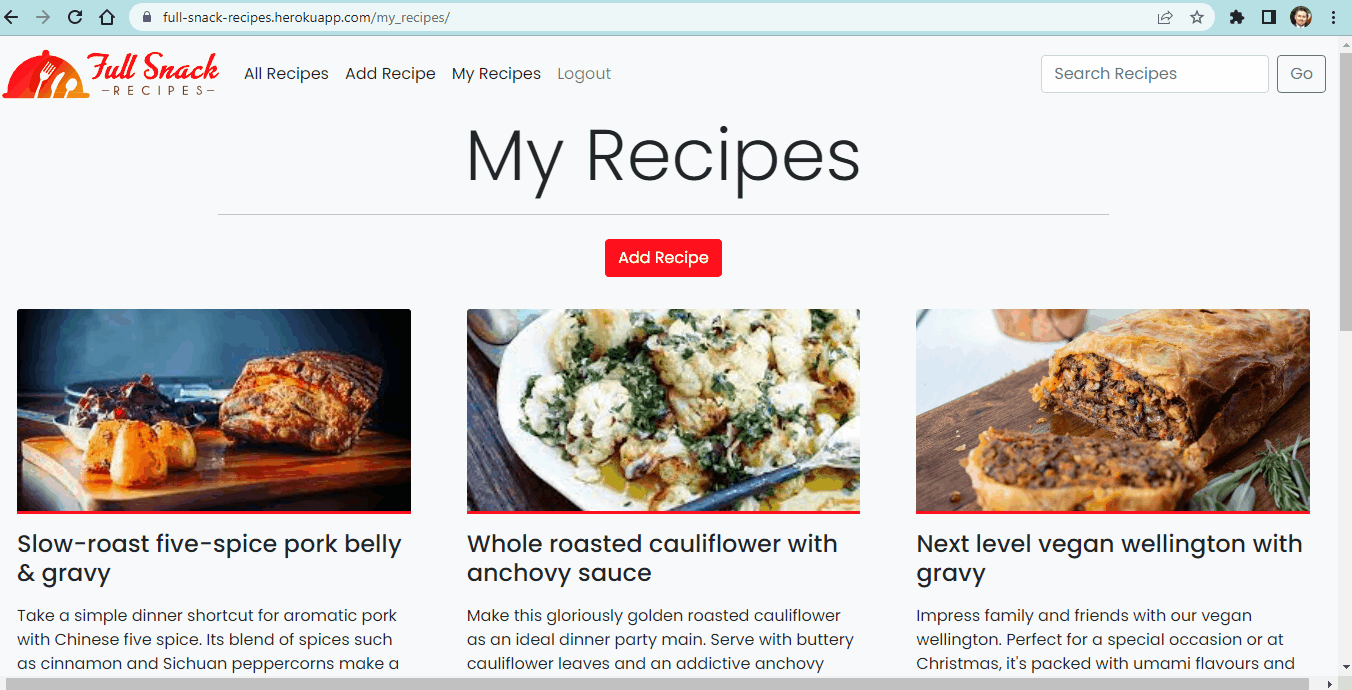 full-snack-recipes.herokuapp.com/my_recipes/
Full Snack
RECIPES
All Recipes Add Recipe My Recipes Logout
Search Recipes Go
My Recipes
Add Recipe
Slow-roast five-spice pork belly
& gravy
Take a simple dinner shortcut for aromatic pork
with Chinese five spice. Its blend of spices such
as cinnamon and Sichuan peppercorns make a
Whole roasted cauliflower with
anchovy sauce
Make this gloriously golden roasted cauliflower
as an ideal dinner party main. Serve with buttery
cauliflower leaves and an addictive anchovy
Next level vegan wellington with
gravy
Impress family and friends with our vegan
wellington. Perfect for a special occasion or at
Christmas, it's packed with umami flavours and